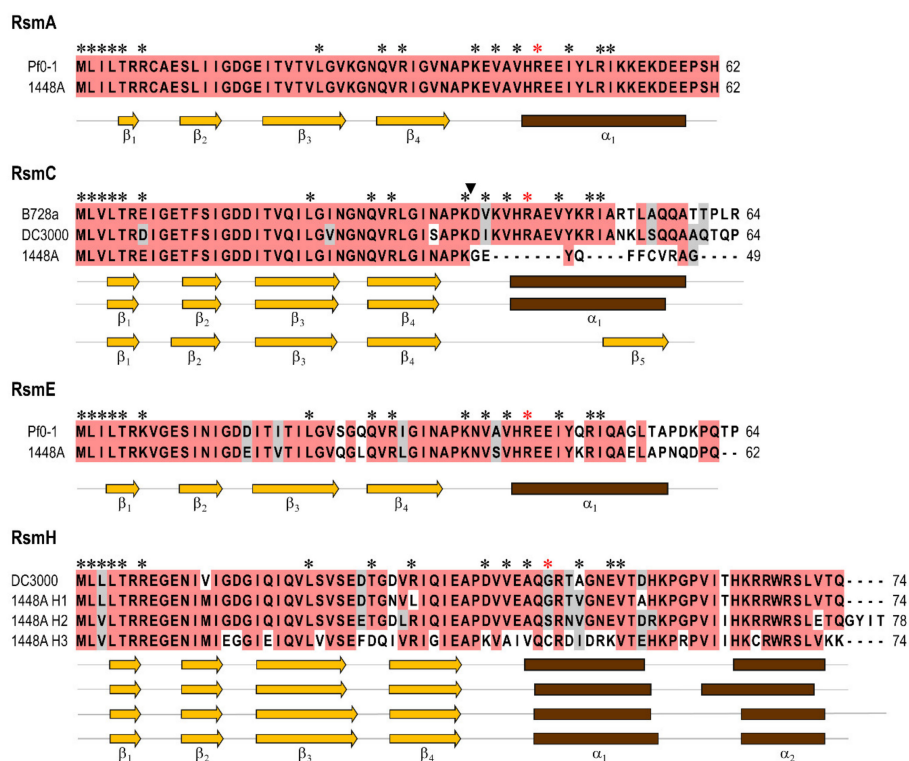 RsmA
***** * * * * * * * * * **
Pf0-1 MLILTRRCAESLIIGDGEITVTVLGVKGNQVRIGVNAPKEVAVHREEIYLRIKKEKDEEPSH 62
1448A MLILTRRCAESLIIGDGEITVTVLGVKGNQVRIGVNAPKEVAVHREEIYLRIKKEKDEEPSH 62
β1 β2 β3 β4 α1
RsmC
***** * * * * * * * * * **
B728a MLVLTREIGETFSIGDDITVQILGINGNQVRLGINAPKDVKVHRAEVYKRIARTLAQQATTPLR 64
DC3000 MLVLTRDIGETFSIGDDITVQILGVNGNQVRLGISAPKDIKVHRAEVYKRIANKLSQQAAQTQP 64
1448A MLVLTREIGETFSIGDDITVQILGINGNQVRLGINAPKGE-------YQ----FFCVRAG---- 49
β1 β2 β3 β4 α1
β1 β2 β3 β4 β5
RsmE
***** * * * * * * * * * **
Pf0-1 MLILTRKVGESINIGDDITITILGVSGQQVRIGINAPKNVAVHREEIYQRIQAGLTAPDKPQTP 64
1448A MLILTRKVGESINIGDEITVTILGVQGLQVRLGINAPKNVSVHREEIYKRIQAELAPNQDPQ-- 62
β1 β2 β3 β4 α1
RsmH
***** * * * * * * * * * **
DC3000 MLLLTRREGENIVIGDGIQIQVLSVSEDTGDVRIQIEAPDVVEAQGRTAGNEVTDHKPGPVITHKRRWRSLVTQ---- 74
1448A H1 MLLLTRREGENIMIGDGIQIQVLSVSEDTGNVLIQIEAPDVVEAQGRTVGNEVTAHKPGPVITHKRRWRSLVTQ---- 74
1448A H2 MLVLTRREGENIMIGDGIQIQVLSVSEETGDLRIQIEAPDVVEAQSRNVGNEVTDRKPGPVIIHKRRWRSLETQGYIT 78
1448A H3 MLVLTRREGENIMIEGGIEIQVLVVSEFDQIVRIGIEAPKVAIVQCRDIDRKVTEHKPRPVIIHKCRWRSLVKK---- 74
β1 β2 β3 β4 α1 α2